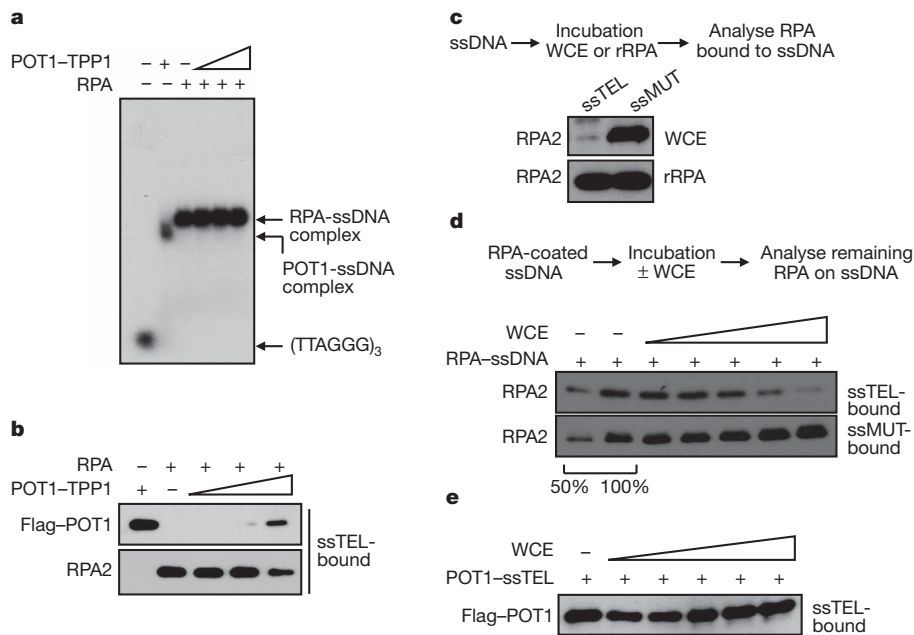 a
POT1–TPP1 – + –
RPA – – + + + +
RPA-ssDNA
complex
POT1-ssDNA
complex
(TTAGGG)3
b
RPA – + + + +
POT1–TPP1 + –
Flag–POT1
RPA2
ssTEL-
bound
c
ssDNA
Incubation
WCE or rRPA
Analyse RPA
bound to ssDNA
ssTEL
ssMUT
RPA2 WCE
RPA2 rRPA
d
RPA-coated
ssDNA
Incubation
± WCE
Analyse remaining
RPA on ssDNA
WCE – –
RPA–ssDNA + + + + + + +
RPA2
ssTEL-
bound
RPA2
ssMUT-
bound
50% 100%
e
WCE –
POT1–ssTEL + + + + + +
Flag–POT1
ssTEL-
bound